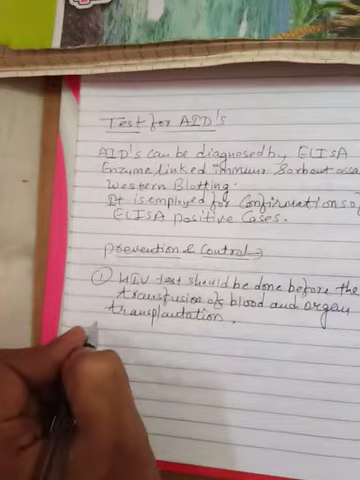 Test for AID's
AID's can be diagnosed by ELISA
Enzyme linked immuno Sorbent assa
Western Blotting.
It is employed for Confirmation so
ELISA positive Cases.
prevention & Control →
① HIV test should be done before the
transfusion of blood and organ
transplantation.